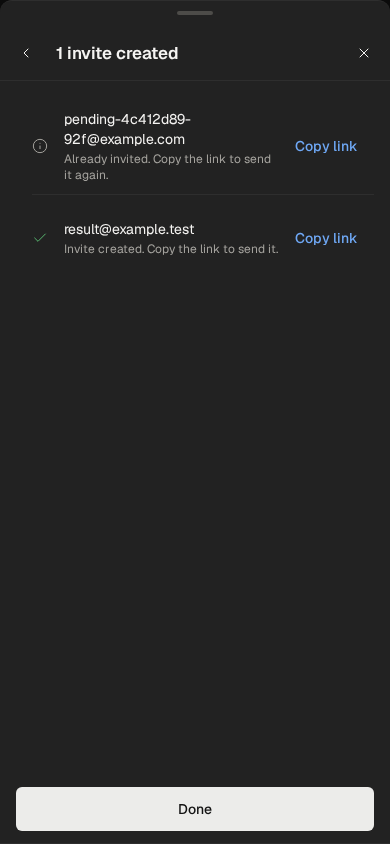 1 invite created
pending-4c412d89-
92f@example.com
Already invited. Copy the link to send
it again.
Copy link
result@example.test
Invite created. Copy the link to send it.
Copy link
Done